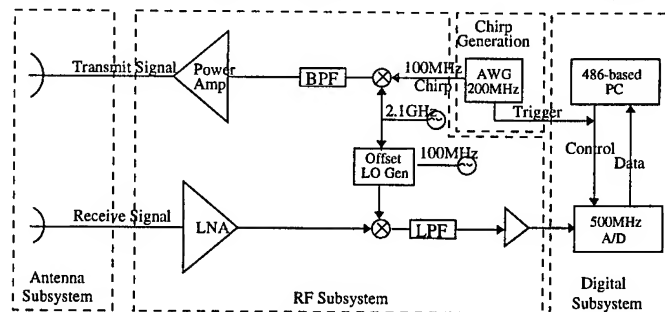 Chirp
Generation
Transmit Signal
Power
Amp
BPF
100MHz
Chirp
AWG
200MHz
486-based
PC
Trigger
2.1GHz
Offset
LO Gen
100MHz
Control
Data
Receive Signal
LNA
LPF
500MHz
A/D
Antenna
Subsystem
RF Subsystem
Digital
Subsystem